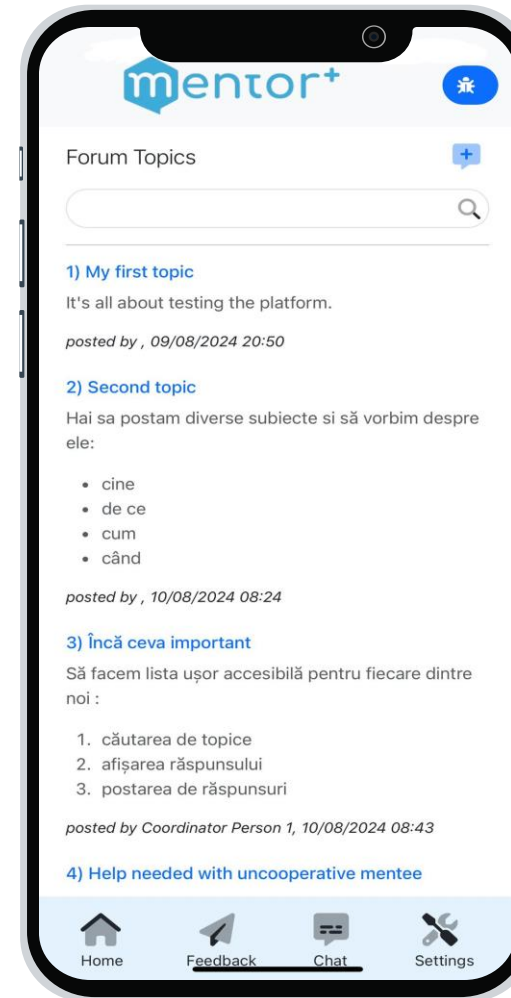 mentor+
Forum Topics
1) My first topic
It's all about testing the platform.
posted by , 09/08/2024 20:50
2) Second topic
Hai sa postam diverse subiecte si să vorbim despre
ele:
• cine
• de ce
• cum
• când
posted by , 10/08/2024 08:24
3) Încă ceva important
Să facem lista ușor accesibilă pentru fiecare dintre
noi :
1. căutarea de topice
2. afișarea răspunsului
3. postarea de răspunsuri
posted by Coordinator Person 1, 10/08/2024 08:43
4) Help needed with uncooperative mentee
Home Feedback Chat Settings